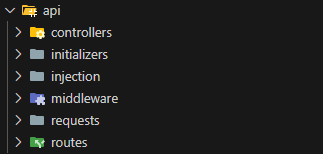 api
controllers
initializers
injection
middleware
requests
routes